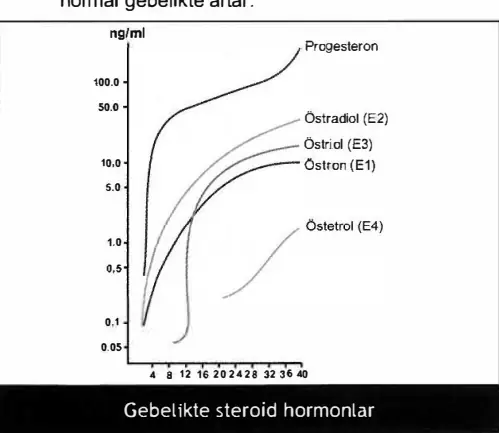 normal gebelikte artar.
ng/ml
Progesteron
100.0
50.0
Östradiol (E2)
Östriol (E3)
10.0
Östron (E1)
5.0
Östetrol (E4)
1.0
0,5
0.1
0.05
4 8 12 16 20 24 28 32 36 40
Gebelikte steroid hormonlar